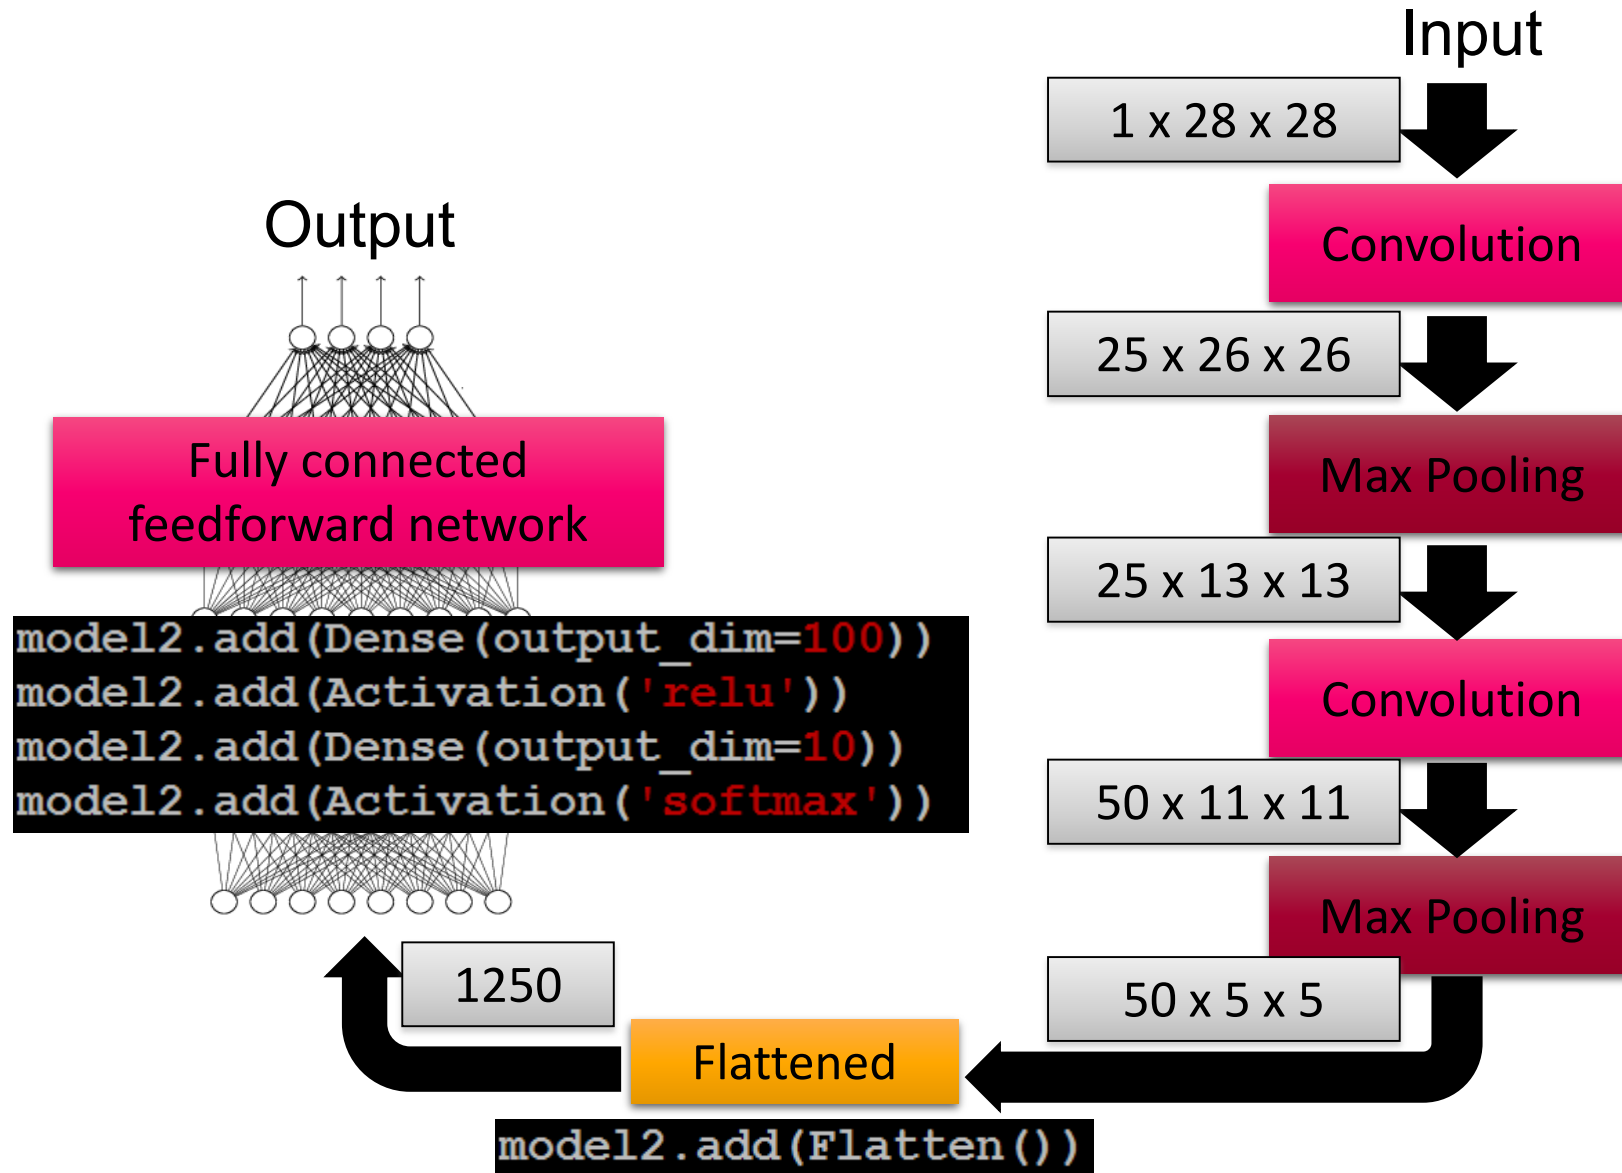 Input
1 x 28 x 28
Convolution
25 x 26 x 26
Max Pooling
25 x 13 x 13
Convolution
50 x 11 x 11
Max Pooling
50 x 5 x 5
Flattened
model2.add(Flatten())
1250
Output
Fully connected
feedforward network
model2.add(Dense(output_dim=100))
model2.add(Activation('relu'))
model2.add(Dense(output_dim=10))
model2.add(Activation('softmax'))